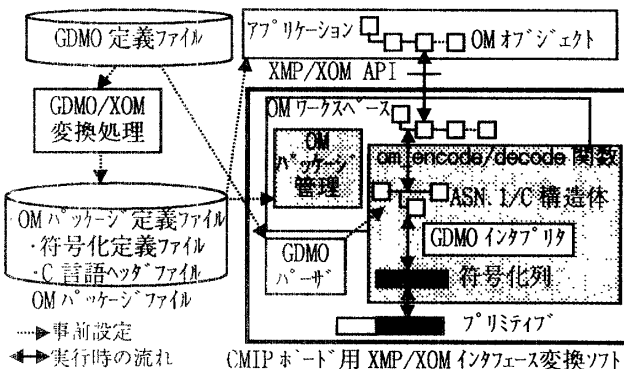 GDMO 定義ファイル
アプリケーション
OM オブジェクト
XMP/XOM API
GDMO/XOM
変換処理
OM ワークスペース
OM
パッケージ
管理
om_encode/decode 関数
ASN.1/C 構造体
GDMO インタプリタ
符号化列
GDMO
パーザ
プリミティブ
・OM パッケージ定義ファイル
・符号化定義ファイル
・C 言語ヘッダファイル
OM パッケージファイル
事前設定
実行時の流れ
CMIP ボード用 XMP/XOM インタフェース変換ソフト